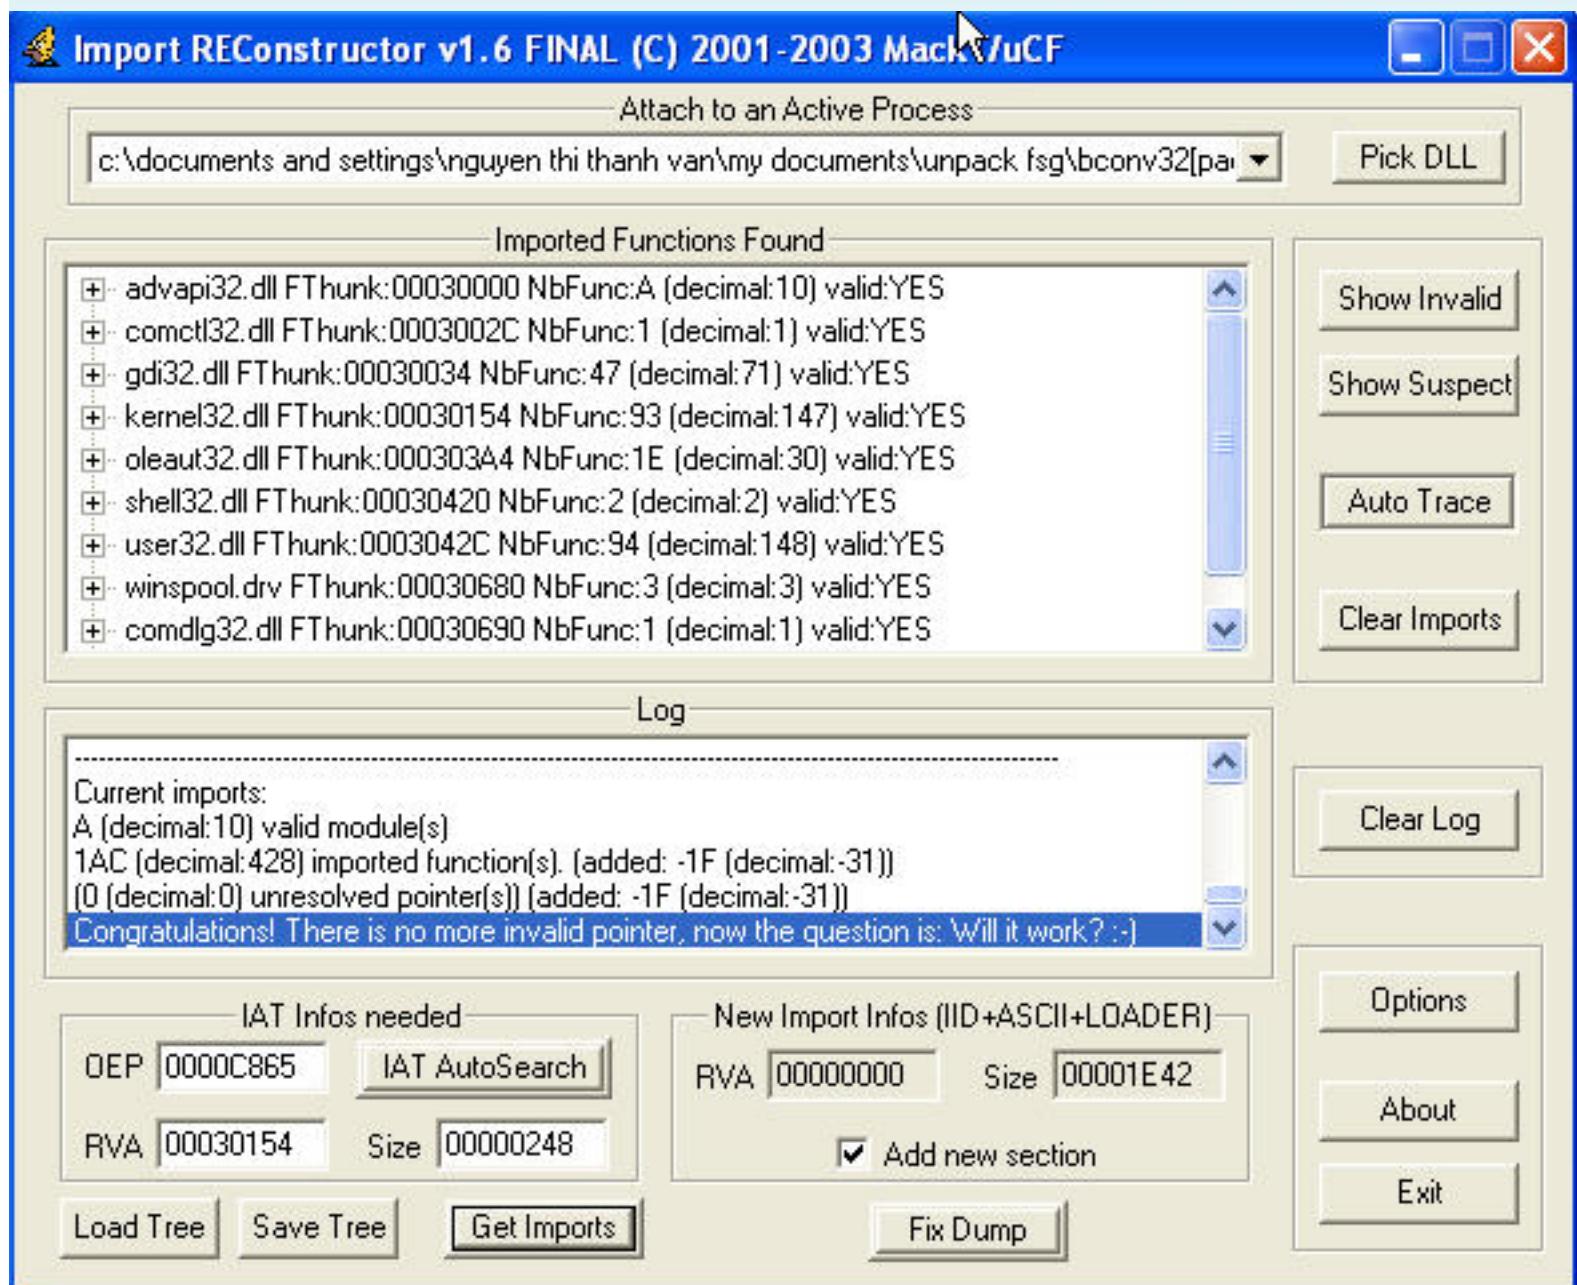 Import REConstructor v1.6 FINAL (C) 2001-2003 MackT/uCF
Attach to an Active Process
c:\documents and settings\nguyen thi thanh van\my documents\unpack fsg\bconv32[pac
Pick DLL
Imported Functions Found
advapi32.dll FThunk:00030000 NbFunc:A (decimal:10) valid:YES
comctl32.dll FThunk:0003002C NbFunc:1 (decimal:1) valid:YES
gdi32.dll FThunk:00030034 NbFunc:47 (decimal:71) valid:YES
kernel32.dll FThunk:00030154 NbFunc:93 (decimal:147) valid:YES
oleaut32.dll FThunk:000303A4 NbFunc:1E (decimal:30) valid:YES
shell32.dll FThunk:00030420 NbFunc:2 (decimal:2) valid:YES
user32.dll FThunk:0003042C NbFunc:94 (decimal:148) valid:YES
winspool.drv FThunk:00030680 NbFunc:3 (decimal:3) valid:YES
comdlg32.dll FThunk:00030690 NbFunc:1 (decimal:1) valid:YES
Show Invalid
Show Suspect
Auto Trace
Clear Imports
Log
Current imports:
A (decimal:10) valid module(s)
1AC (decimal:428) imported function(s). (added: -1F (decimal:-31))
(0 (decimal:0) unresolved pointer(s)) (added: -1F (decimal:-31))
Congratulations! There is no more invalid pointer, now the question is: Will it work? :-)
Clear Log
IAT Infos needed
OEP 0000C865 IAT AutoSearch
RVA 00030154 Size 00000248
New Import Infos (IID+ASCII+LOADER)
RVA 00000000 Size 00001E42
Add new section
Options
About
Exit
Load Tree Save Tree Get Imports Fix Dump